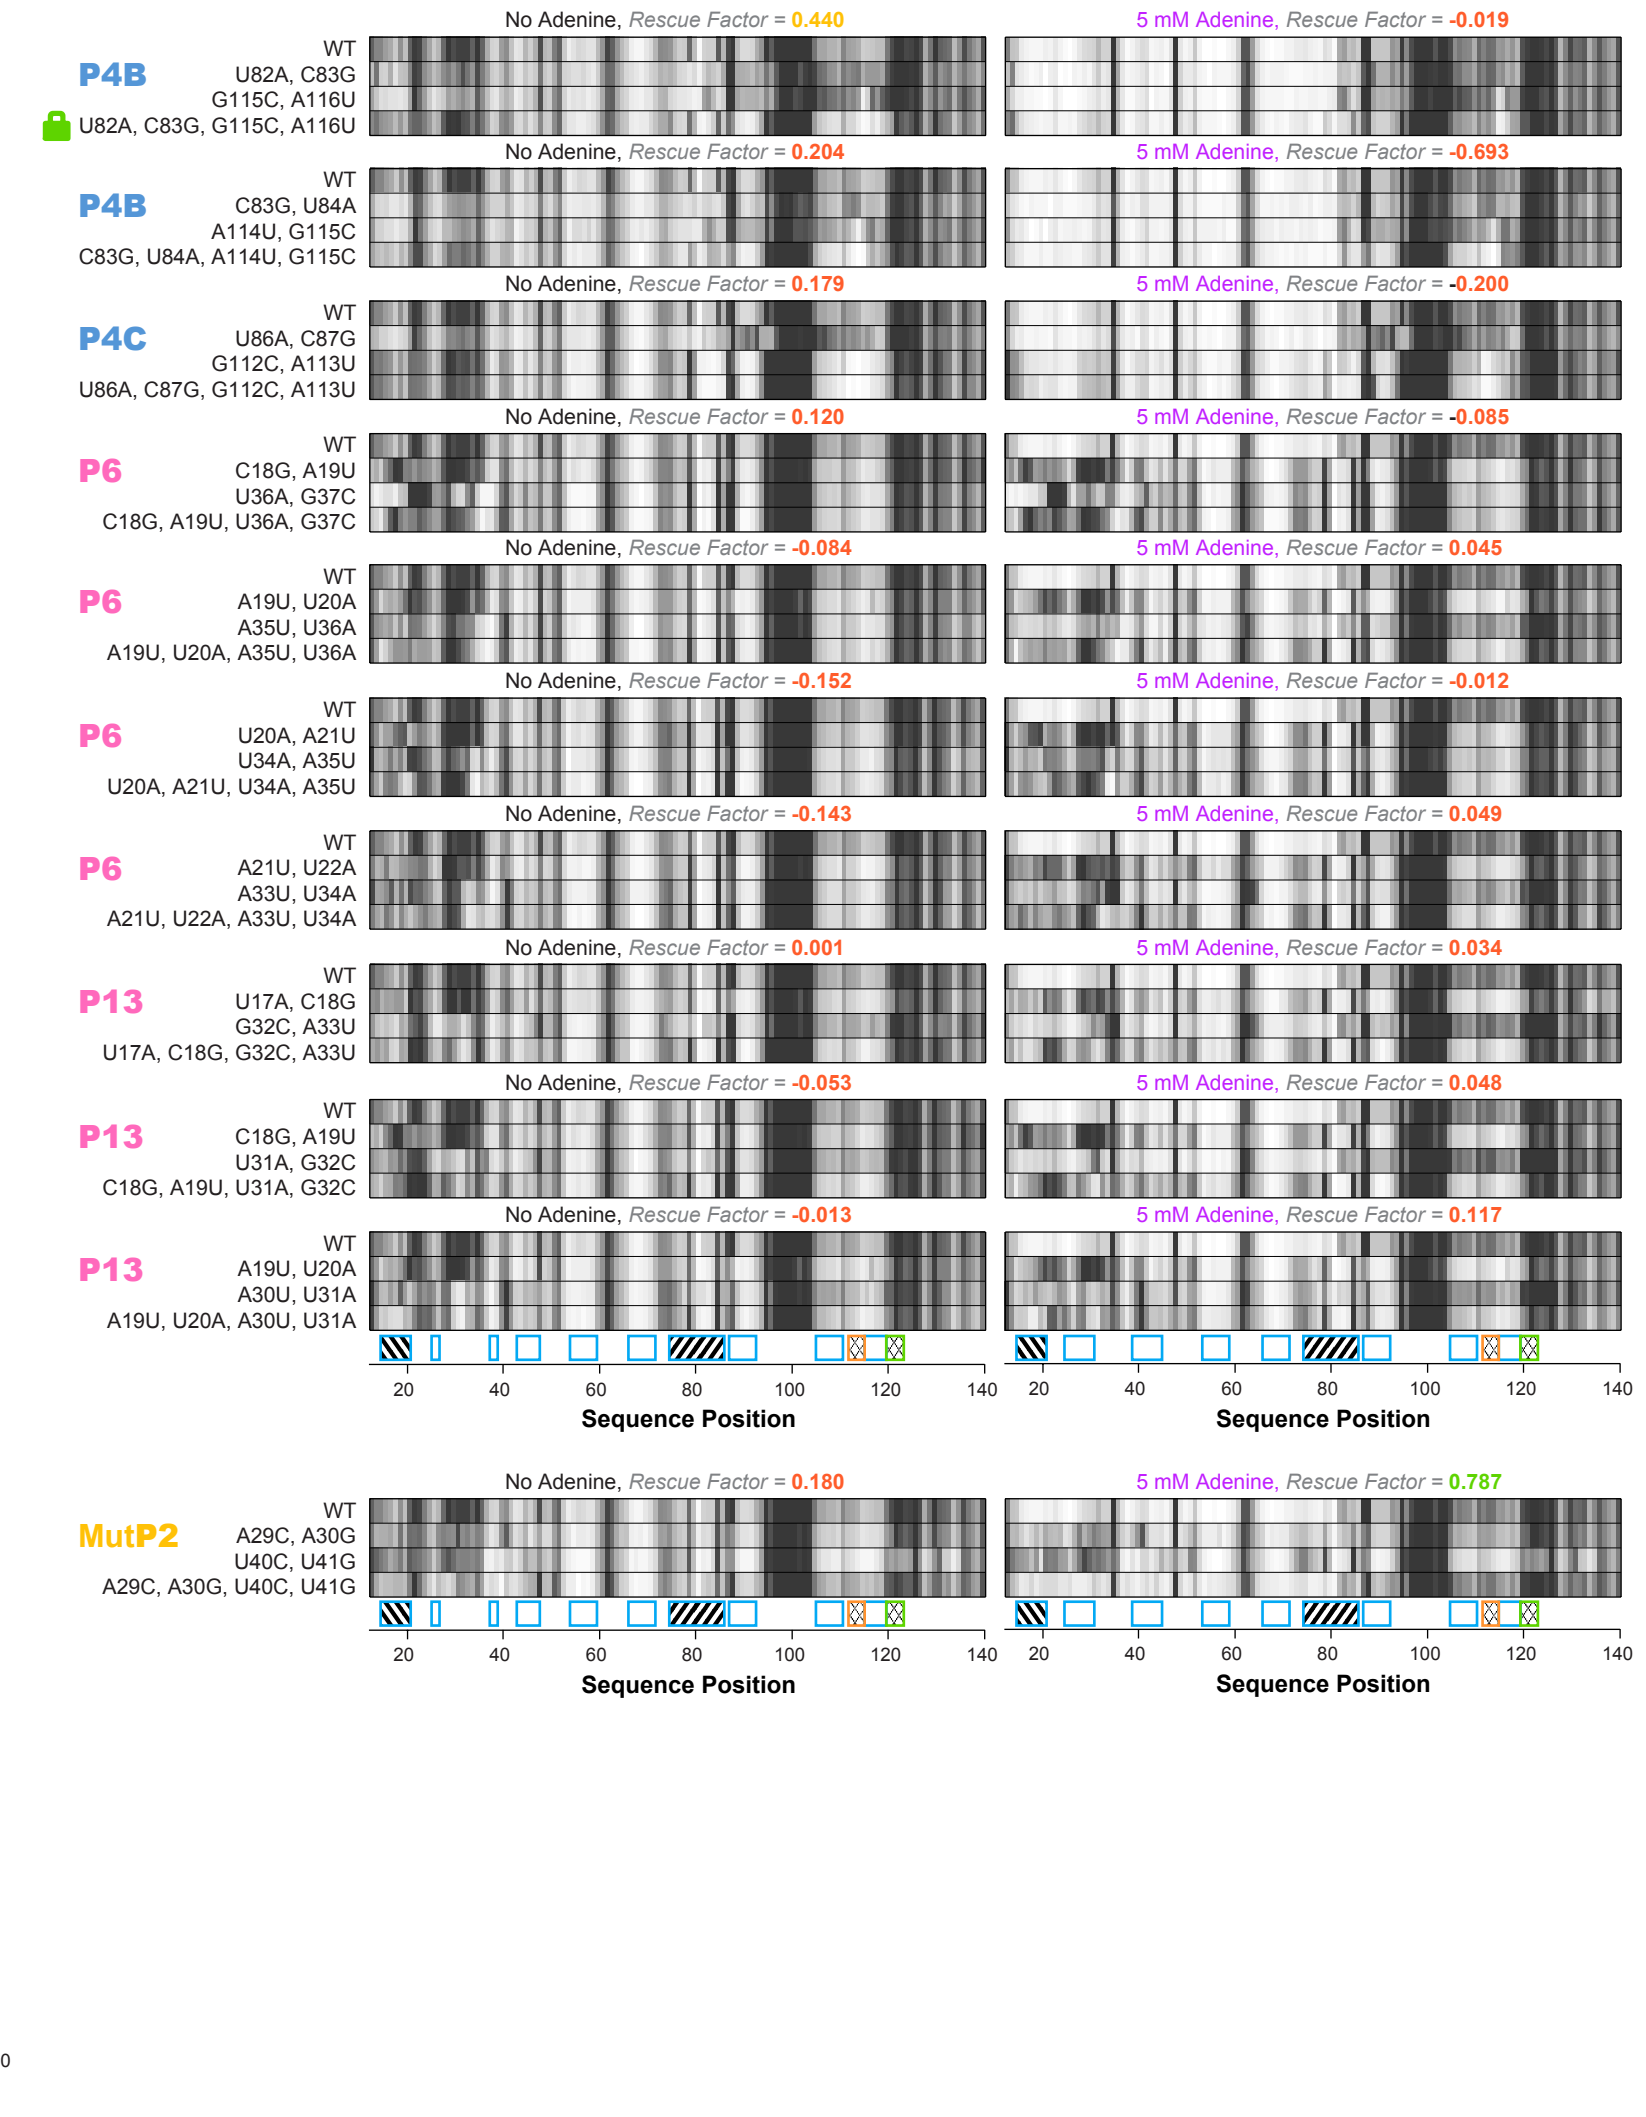 No Adenine, Rescue Factor = 0.440
5 mM Adenine, Rescue Factor = -0.019
P4B
WT
U82A, C83G
G115C, A116U
U82A, C83G, G115C, A116U
No Adenine, Rescue Factor = 0.204
5 mM Adenine, Rescue Factor = -0.693
P4B
WT
C83G, U84A
A114U, G115C
C83G, U84A, A114U, G115C
No Adenine, Rescue Factor = 0.179
5 mM Adenine, Rescue Factor = -0.200
P4C
WT
U86A, C87G
G112C, A113U
U86A, C87G, G112C, A113U
No Adenine, Rescue Factor = 0.120
5 mM Adenine, Rescue Factor = -0.085
P6
WT
C18G, A19U
U36A, G37C
C18G, A19U, U36A, G37C
No Adenine, Rescue Factor = -0.084
5 mM Adenine, Rescue Factor = 0.045
P6
WT
A19U, U20A
A35U, U36A
A19U, U20A, A35U, U36A
No Adenine, Rescue Factor = -0.152
5 mM Adenine, Rescue Factor = -0.012
P6
WT
U20A, A21U
U34A, A35U
U20A, A21U, U34A, A35U
No Adenine, Rescue Factor = -0.143
5 mM Adenine, Rescue Factor = 0.049
P6
WT
A21U, U22A
A33U, U34A
A21U, U22A, A33U, U34A
No Adenine, Rescue Factor = 0.001
5 mM Adenine, Rescue Factor = 0.034
P13
WT
U17A, C18G
G32C, A33U
U17A, C18G, G32C, A33U
No Adenine, Rescue Factor = -0.053
5 mM Adenine, Rescue Factor = 0.048
P13
WT
C18G, A19U
U31A, G32C
C18G, A19U, U31A, G32C
No Adenine, Rescue Factor = -0.013
5 mM Adenine, Rescue Factor = 0.117
P13
WT
A19U, U20A
A30U, U31A
A19U, U20A, A30U, U31A
20 40 60 80 100 120 140
20 40 60 80 100 120 140
Sequence Position
Sequence Position
No Adenine, Rescue Factor = 0.180
5 mM Adenine, Rescue Factor = 0.787
MutP2
WT
A29C, A30G
U40C, U41G
A29C, A30G, U40C, U41G
20 40 60 80 100 120 140
20 40 60 80 100 120 140
Sequence Position
Sequence Position
0